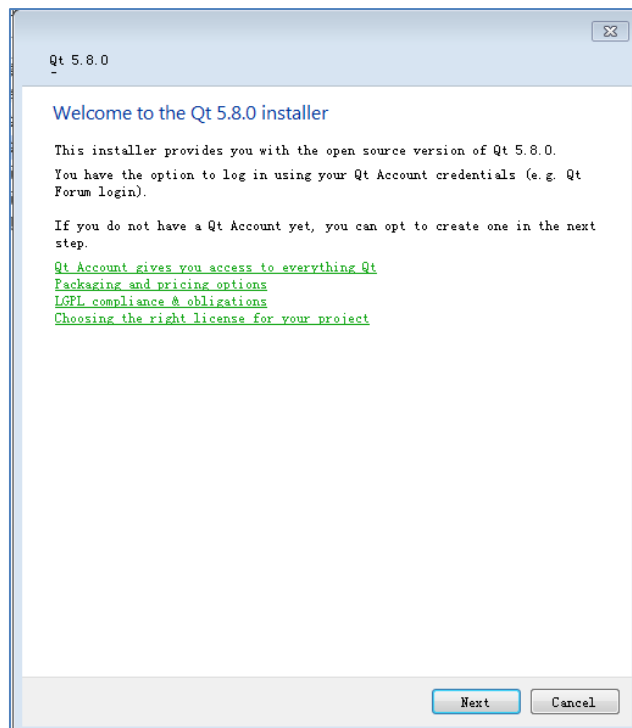 Qt 5.8.0
Welcome to the Qt 5.8.0 installer
This installer provides you with the open source version of Qt 5.8.0.
You have the option to log in using your Qt Account credentials (e.g. Qt
Forum login).
If you do not have a Qt Account yet, you can opt to create one in the next
step.
Qt Account gives you access to everything Qt
Packaging and pricing options
LGPL compliance & obligations
Choosing the right license for your project
Next
Cancel